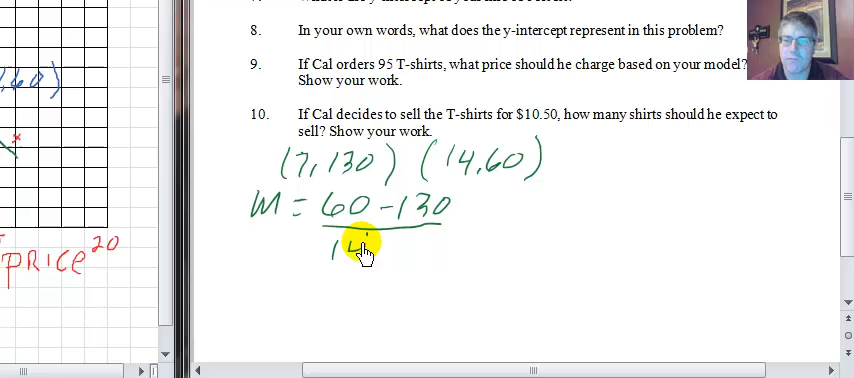 8. In your own words, what does the y-intercept represent in this problem?
9. If Cal orders 95 T-shirts, what price should he charge based on your model?
Show your work.
10. If Cal decides to sell the T-shirts for $10.50, how many shirts should he expect to
sell? Show your work.
,60)
(7,130) (14,60)
M = 60 - 130
14
20
PRICE